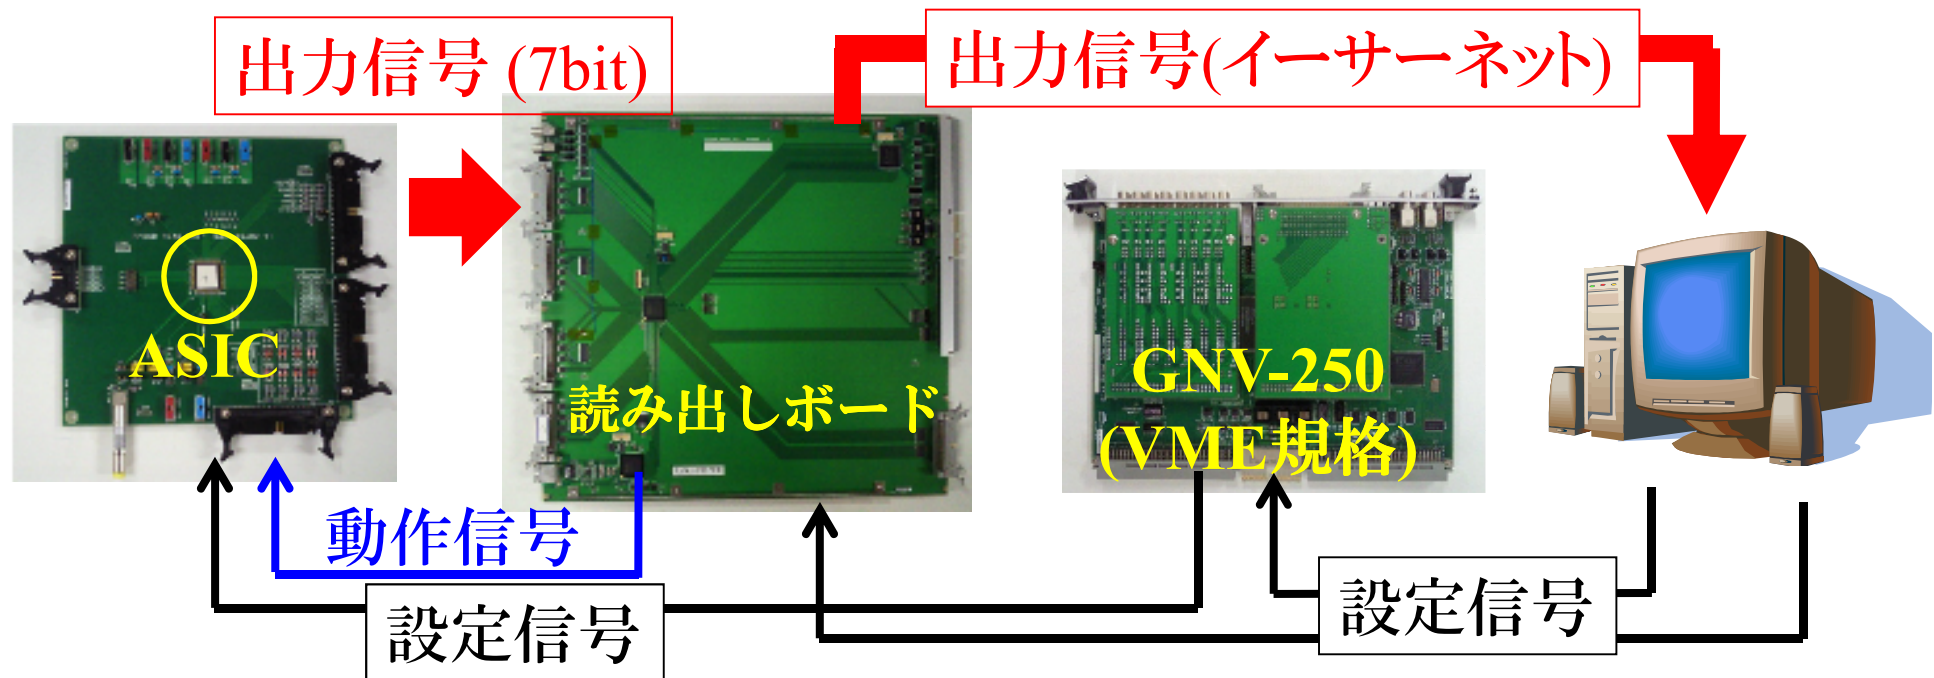 出力信号 (7bit)
出力信号(イーサーネット)
ASIC
読み出しボード
GNV-250
(VME規格)
動作信号
設定信号
設定信号